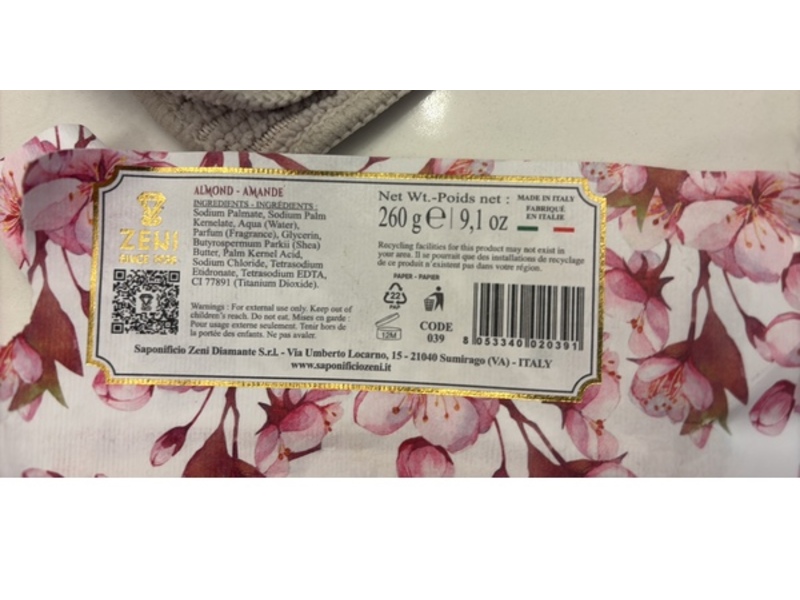 ZENI
ALMOND - AMANDE
INGREDIENTS - INGRÉDIENTS :
Sodium Palmate, Sodium Palm
Kernelate, Aqua (Water),
Parfum (Fragrance), Glycerin,
Butyrospermum Parkii (Shea)
Butter, Palm Kernel Acid,
Sodium Chloride, Tetrasodium
Etidronate, Tetrasodium EDTA,
CI 77891 (Titanium Dioxide).
Warnings : For external use only. Keep out of
children's reach. Do not eat. Mises en garde :
Pour usage externe seulement. Tenir hors de
la portée des enfants. Ne pas avaler.
Net Wt.-Poids net :
260 g ℮ | 9,1 oz
MADE IN ITALY
FABRIQUÉ
EN ITALIE
Recycling facilities for this product may not exist in
your area. Il se pourrait que des installations de recyclage
de ce produit n'existent pas dans votre région.
PAPER - PAPIER
22
PAP
12M
CODE
039
8 053340 020391
Saponificio Zeni Diamante S.r.l. - Via Umberto Locarno, 15 - 21040 Sumirago (VA) - ITALY
www.saponificiozeni.it